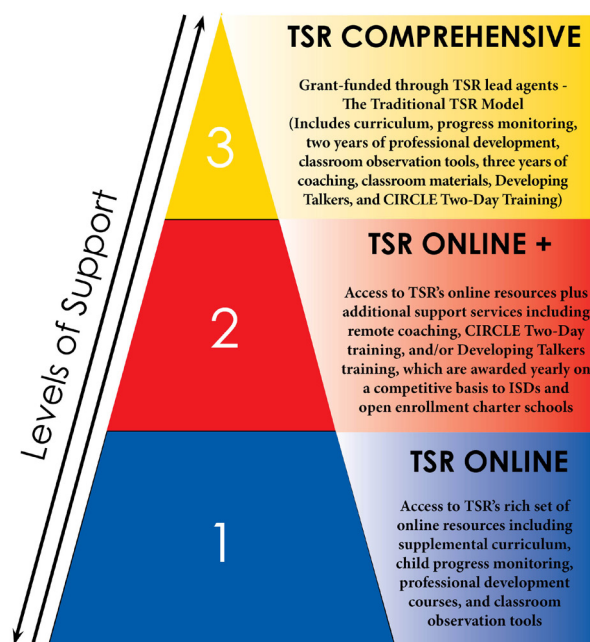 TSR COMPREHENSIVE
Grant-funded through TSR lead agents -
The Traditional TSR Model
(Includes curriculum, progress monitoring,
two years of professional development,
classroom observation tools, three years of
coaching, classroom materials, Developing
Talkers, and CIRCLE Two-Day Training)
3
TSR ONLINE +
Access to TSR's online resources plus
additional support services including
remote coaching, CIRCLE Two-Day
training, and/or Developing Talkers
training, which are awarded yearly on
a competitive basis to ISDs and
open enrollment charter schools
2
Levels of Support
TSR ONLINE
Access to TSR's rich set of
online resources including
supplemental curriculum,
child progress monitoring,
professional development
courses, and classroom
observation tools
1